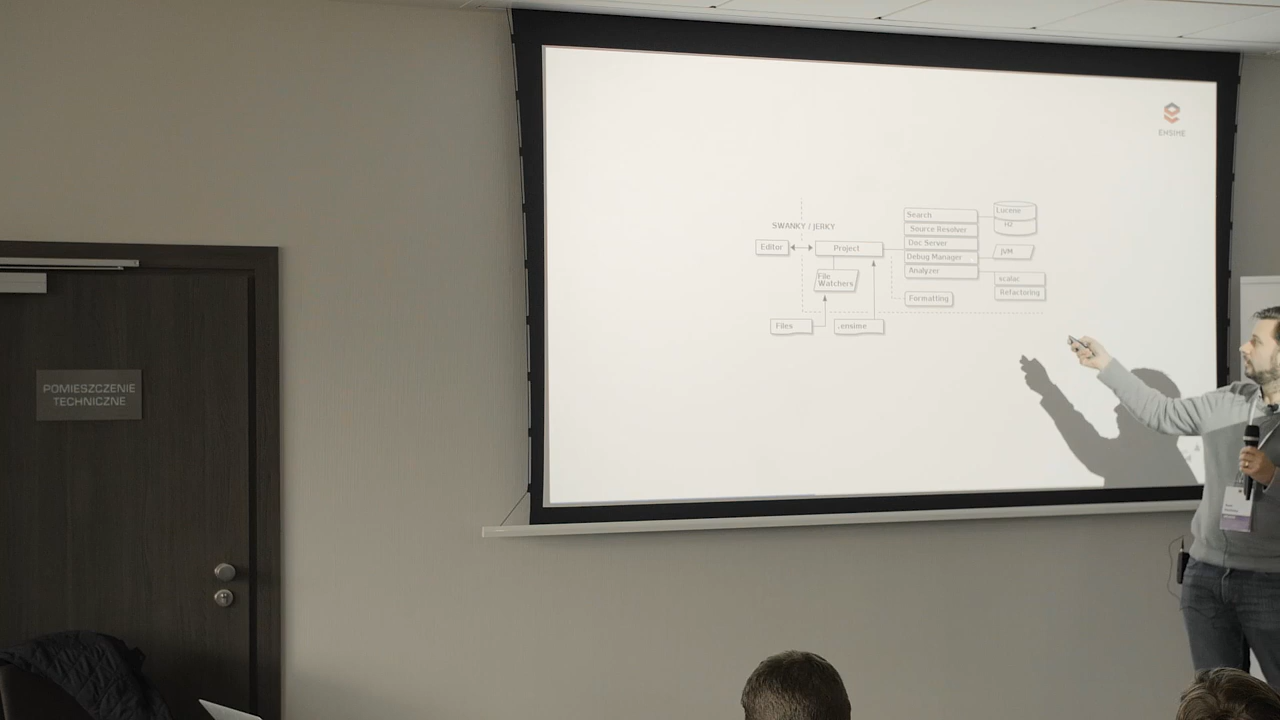 POMIESZCZENIE
TECHNICZNE
ENSIME
SWANKY / JERKY
Editor
Project
File
Watchers
Files
.ensime
Search
Source Resolver
Doc Server
Debug Manager
Analyzer
Formatting
Lucene
H2
JVM
scalac
Refactoring